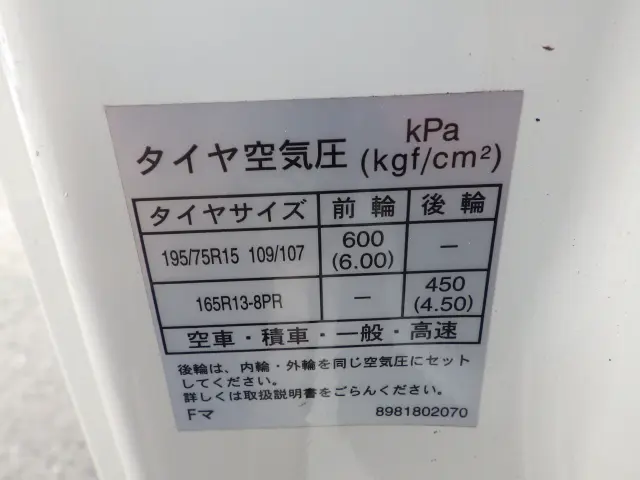 タイヤ空気圧 kPa (kgf/cm²)
タイヤサイズ 前輪 後輪
195/75R15 109/107 600 (6.00) —
165R13-8PR — 450 (4.50)
空車・積車・一般・高速
後輪は、内輪・外輪を同じ空気圧にセット
してください。
詳しくは取扱説明書をごらんください。
Fマ 8981802070